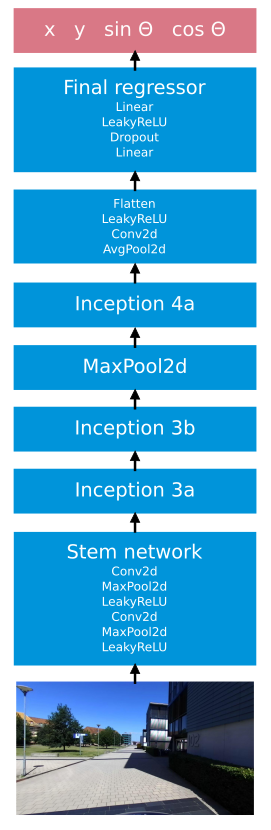 x y sin Θ cos Θ
Final regressor
Linear
LeakyReLU
Dropout
Linear
Flatten
LeakyReLU
Conv2d
AvgPool2d
Inception 4a
MaxPool2d
Inception 3b
Inception 3a
Stem network
Conv2d
MaxPool2d
LeakyReLU
Conv2d
MaxPool2d
LeakyReLU